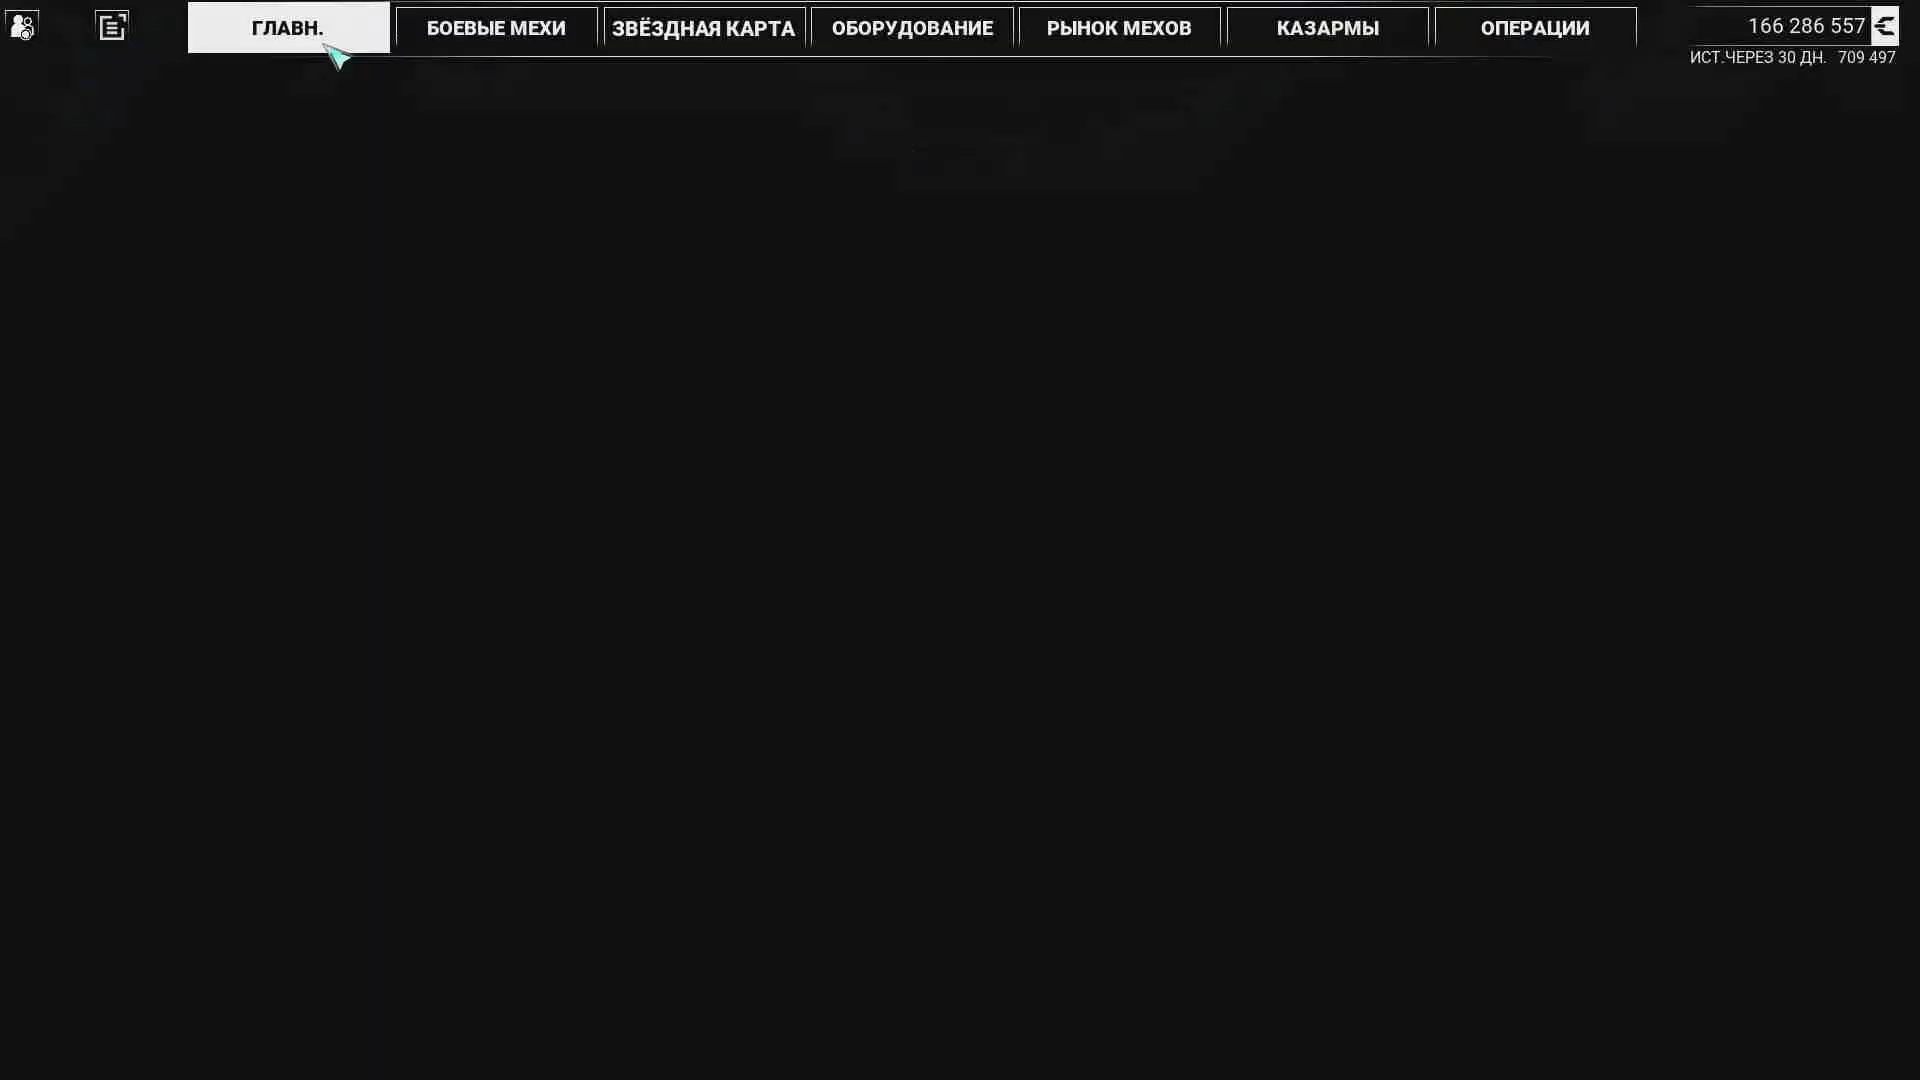 ГЛАВН.
БОЕВЫЕ МЕХИ
ЗВЁЗДНАЯ КАРТА
ОБОРУДОВАНИЕ
РЫНОК МЕХОВ
КАЗАРМЫ
ОПЕРАЦИИ
166 286 557
ИСТ.ЧЕРЕЗ 30 ДН. 709 497